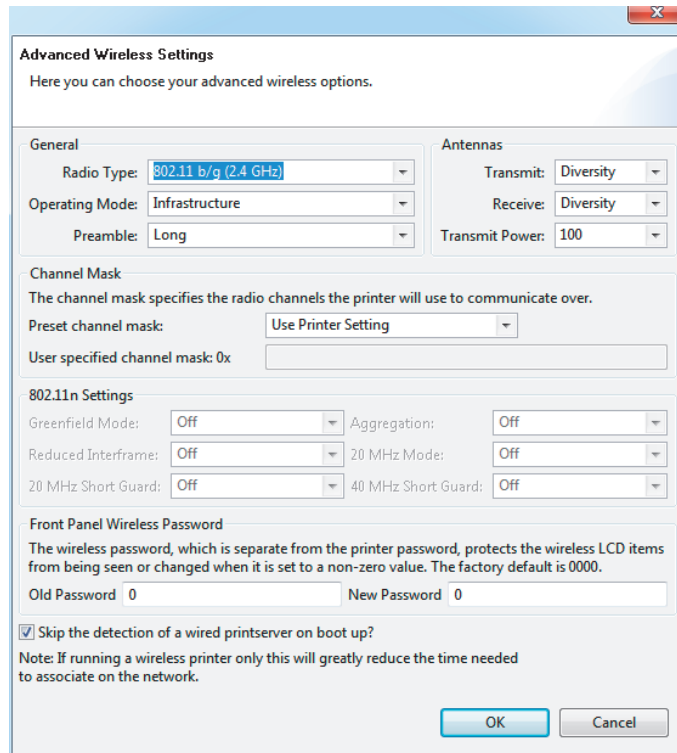 Advanced Wireless Settings
Here you can choose your advanced wireless options.
General
Radio Type: 802.11 b/g (2.4 GHz)
Operating Mode: Infrastructure
Preamble: Long
Antennas
Transmit: Diversity
Receive: Diversity
Transmit Power: 100
Channel Mask
The channel mask specifies the radio channels the printer will use to communicate over.
Preset channel mask: Use Printer Setting
User specified channel mask: 0x
802.11n Settings
Greenfield Mode: Off Aggregation: Off
Reduced Interframe: Off 20 MHz Mode: Off
20 MHz Short Guard: Off 40 MHz Short Guard: Off
Front Panel Wireless Password
The wireless password, which is separate from the printer password, protects the wireless LCD items
from being seen or changed when it is set to a non-zero value. The factory default is 0000.
Old Password 0 New Password 0
Skip the detection of a wired printserver on boot up?
Note: If running a wireless printer only this will greatly reduce the time needed
to associate on the network.
OK Cancel